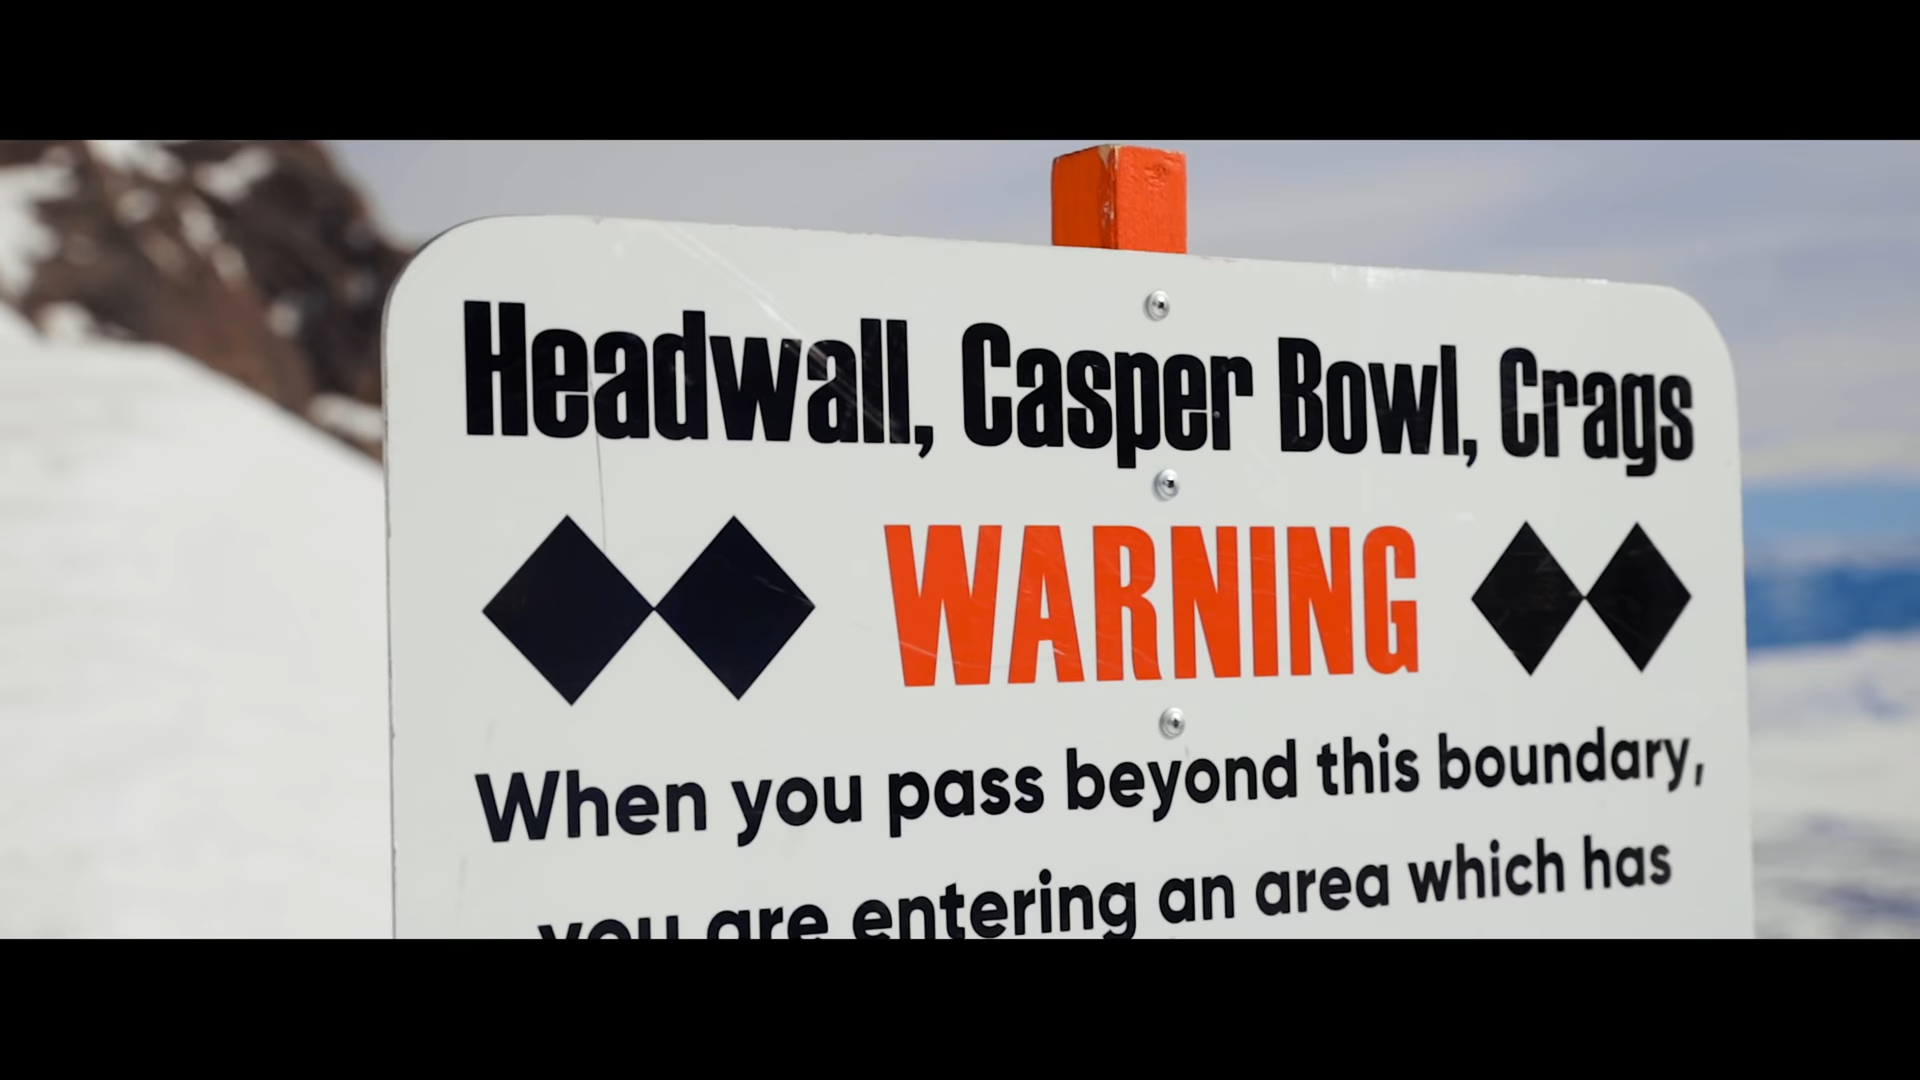 Headwall, Casper Bowl, Crags
WARNING
When you pass beyond this boundary,
you are entering an area which has